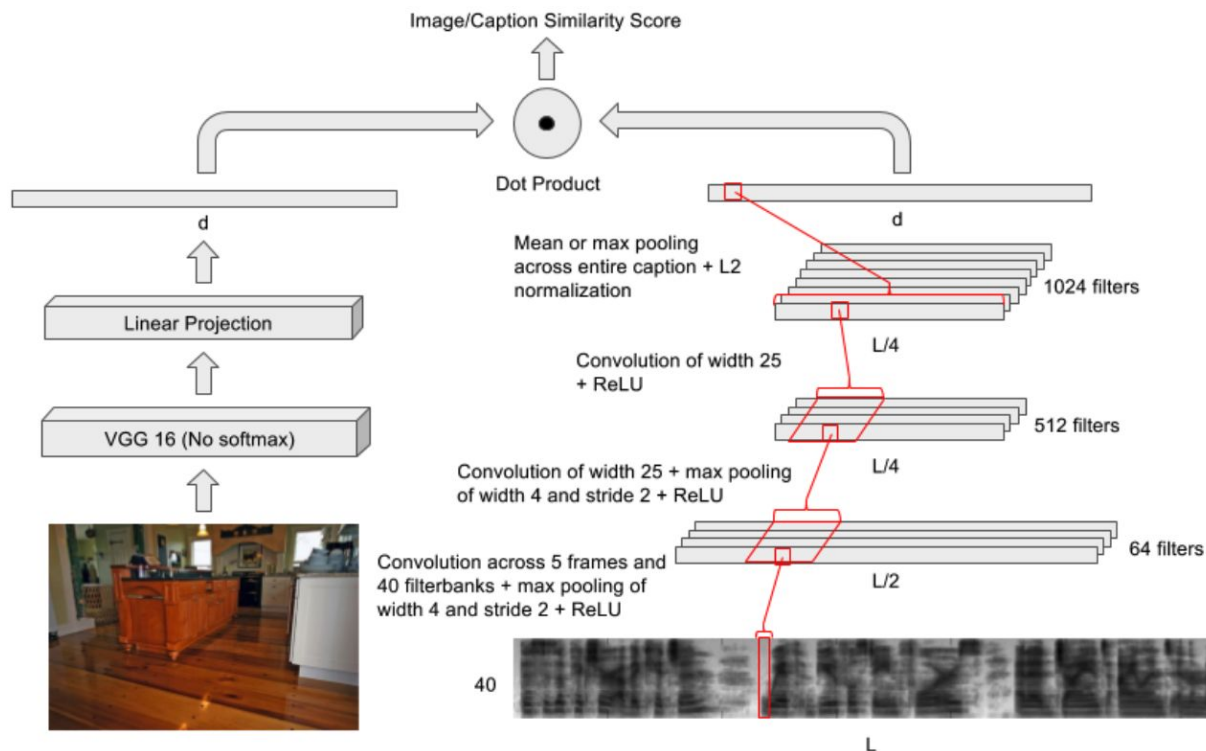 Image/Caption Similarity Score
Dot Product
d
d
Mean or max pooling
across entire caption + L2
normalization
1024 filters
Linear Projection
L/4
Convolution of width 25
+ ReLU
VGG 16 (No softmax)
512 filters
L/4
Convolution of width 25 + max pooling
of width 4 and stride 2 + ReLU
64 filters
Convolution across 5 frames and
40 filterbanks + max pooling of
width 4 and stride 2 + ReLU
L/2
40
L